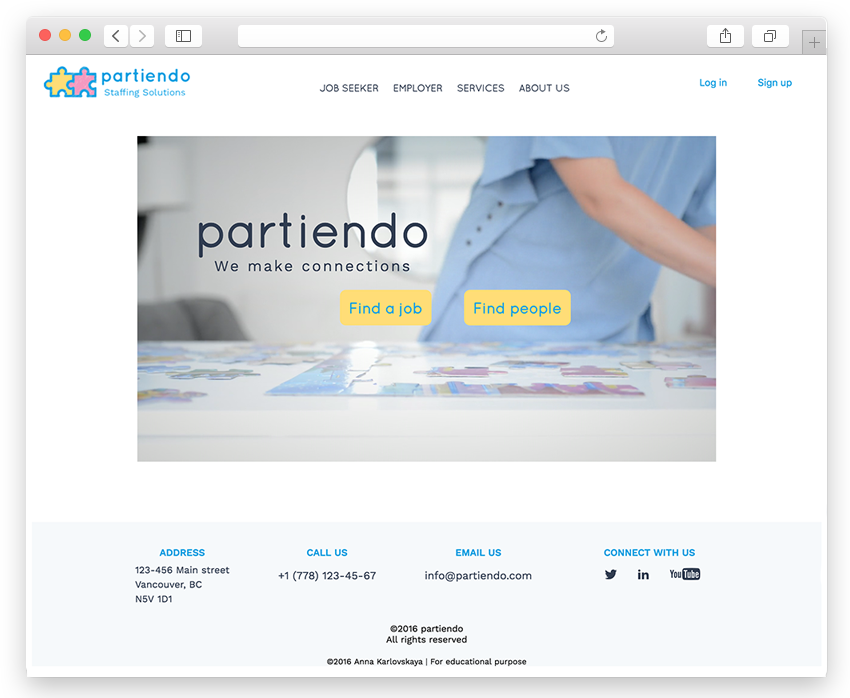 partiendo
Staffing Solutions
JOB SEEKER EMPLOYER SERVICES ABOUT US
Log in Sign up
partiendo
We make connections
Find a job Find people
ADDRESS
123-456 Main street
Vancouver, BC
N5V 1D1
CALL US
+1 (778) 123-45-67
EMAIL US
info@partiendo.com
CONNECT WITH US
in YouTube
©2016 partiendo
All rights reserved
©2016 Anna Karlovskaya | For educational purpose